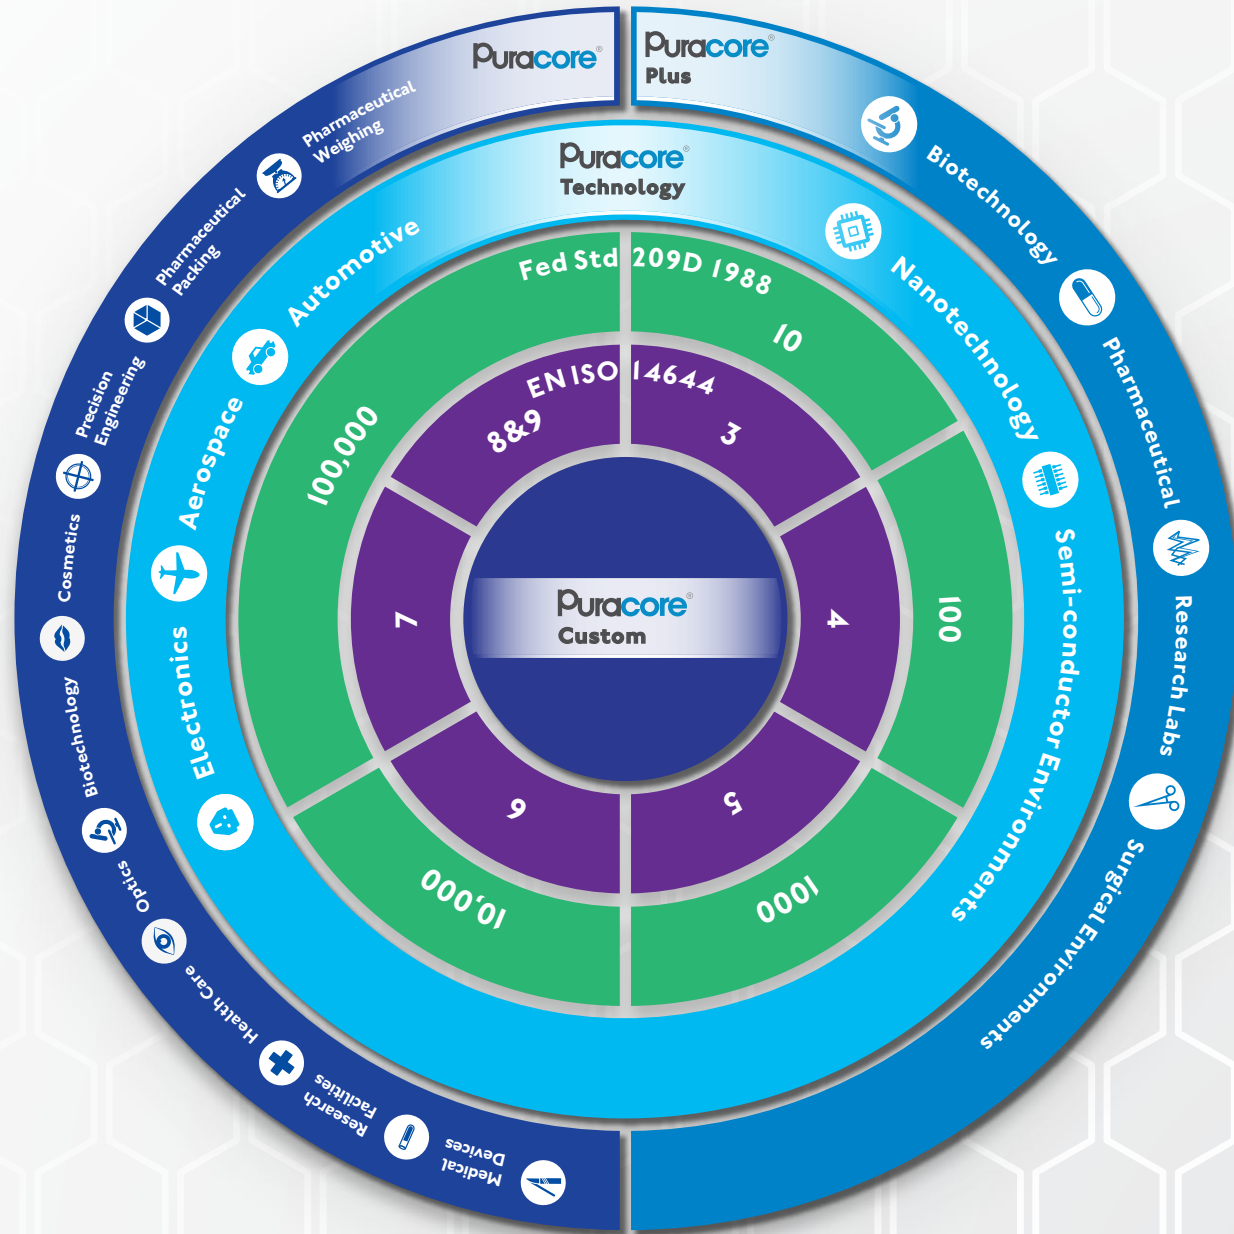 Puracore®
Pharmaceutical
Weighing
Pharmaceutical
Packing
Precision
Engineering
Cosmetics
Biotechnology
Optics
Health Care
Research
Facilities
Medical
Devices
Puracore®
Plus
Biotechnology
Pharmaceutical
Research Labs
Surgical Environments
Puracore®
Technology
Automotive
Aerospace
Electronics
Nanotechnology
Semi-conductor Environments
Fed Std 209D 1988
10
100
1000
10,000
100,000
EN ISO 14644
3
4
5
6
7
8&9
Puracore®
Custom